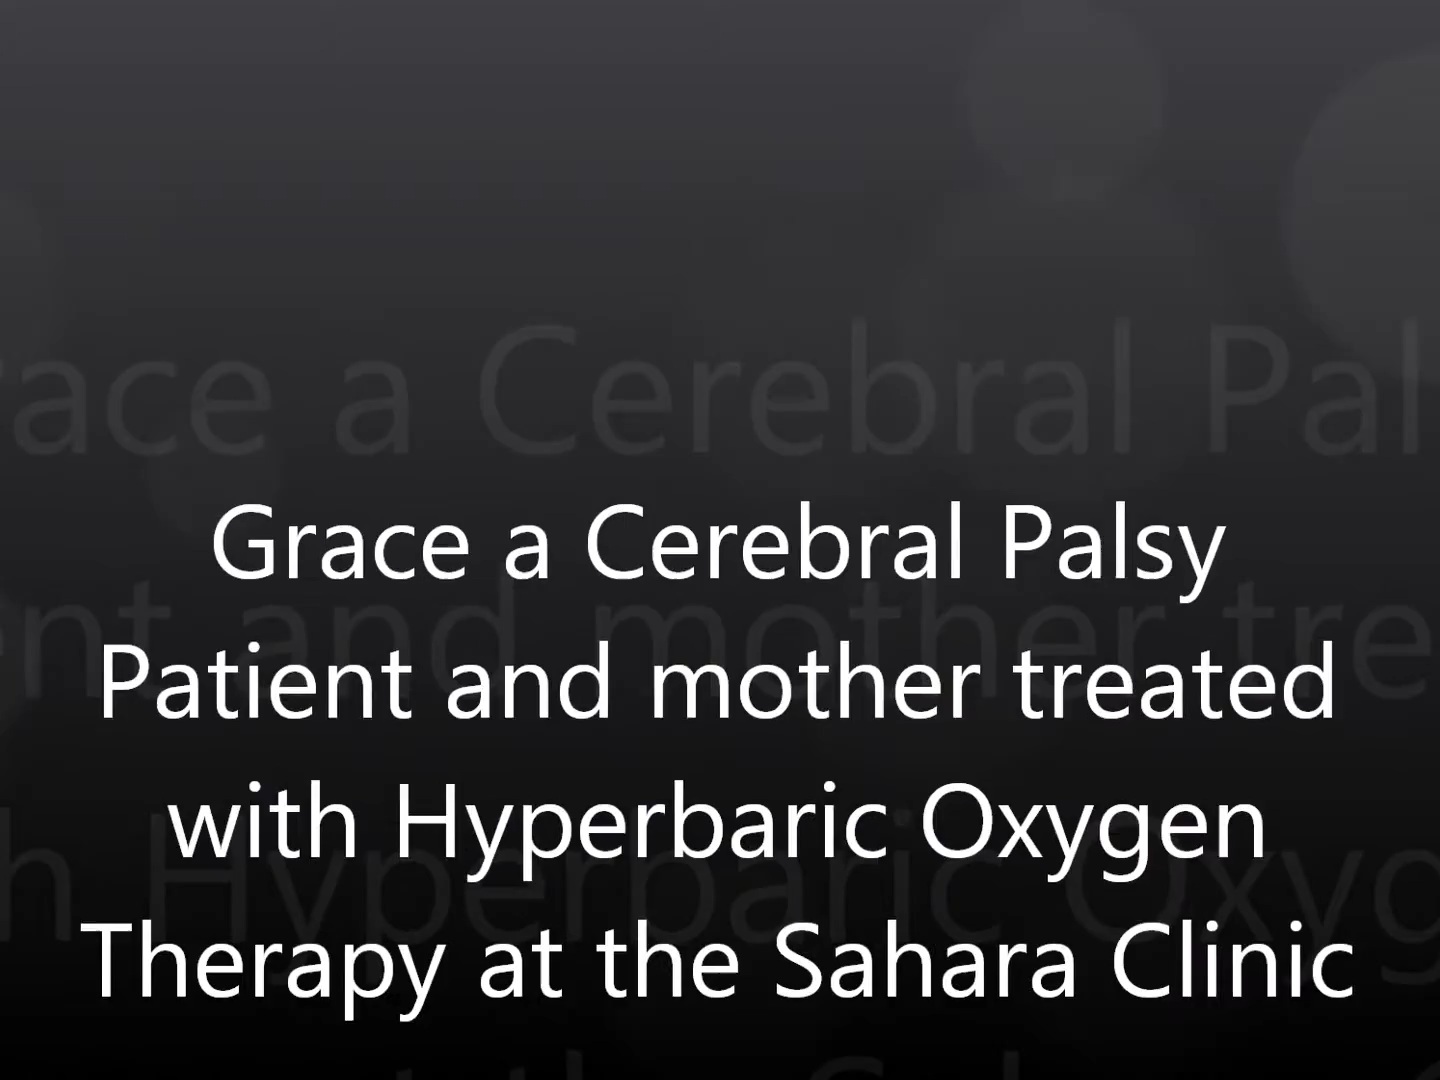 Grace a Cerebral Palsy
Patient and mother treated
with Hyperbaric Oxygen
Therapy at the Sahara Clinic